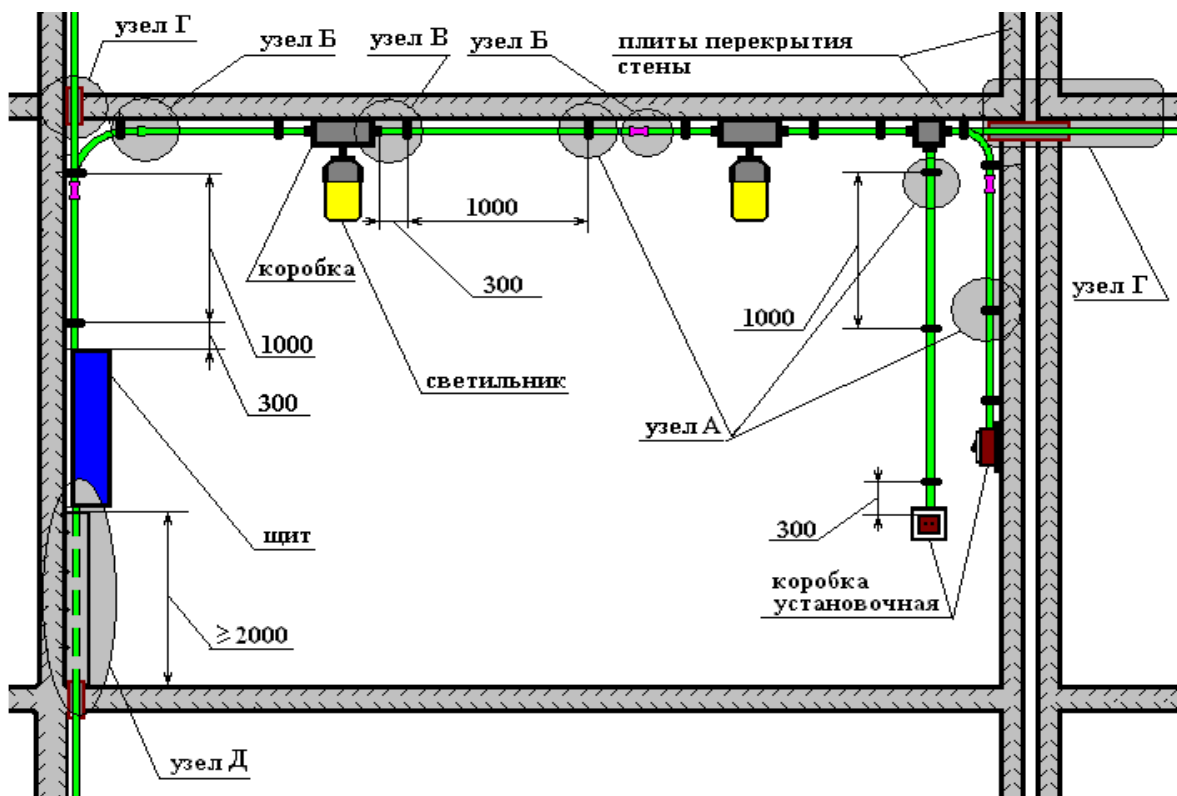 узел Г
узел Б
узел В
узел Б
плиты перекрытия
стены
1000
коробка
300
узел Г
1000
1000
300
светильник
узел А
щит
300
коробка
установочная
≥2000
узел Д